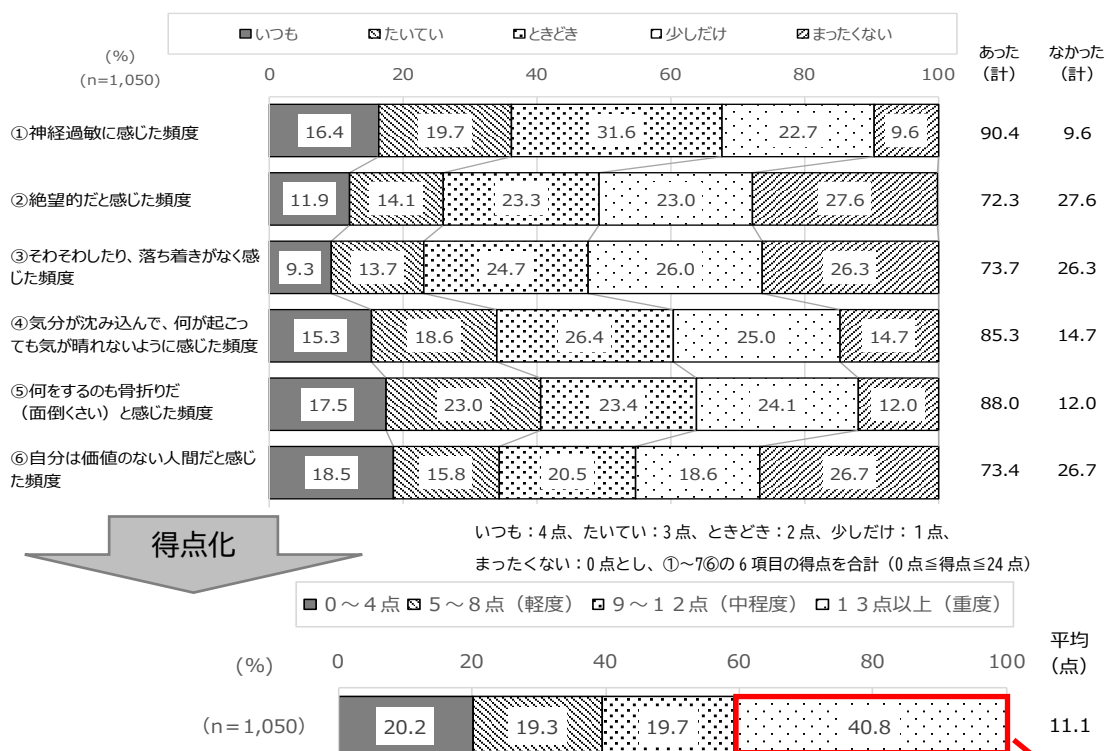 ■いつも ▧たいてい ときどき 少しだけ まったくない
(%)
(n=1,050)
0 20 40 60 80 100
あった
(計)
なかった
(計)
①神経過敏に感じた頻度
16.4 19.7 31.6 22.7 9.6 90.4 9.6
②絶望的だと感じた頻度
11.9 14.1 23.3 23.0 27.6 72.3 27.6
③そわそわしたり、落ち着きがなく感
じた頻度
9.3 13.7 24.7 26.0 26.3 73.7 26.3
④気分が沈み込んで、何が起こっ
ても気が晴れないように感じた頻度
15.3 18.6 26.4 25.0 14.7 85.3 14.7
⑤何をするのも骨折りだ
（面倒くさい）と感じた頻度
17.5 23.0 23.4 24.1 12.0 88.0 12.0
⑥自分は価値のない人間だと感じ
た頻度
18.5 15.8 20.5 18.6 26.7 73.4 26.7
得点化
いつも：4点、たいてい：3点、ときどき：2点、少しだけ：1点、
まったくない：0点とし、①～7⑥の6項目の得点を合計（0点≦得点≦24点）
０～４点 ５～８点（軽度） ９～１２点（中程度） １３点以上（重度）
平均
(点)
(%)
0 20 40 60 80 100
(n=1,050)
20.2 19.3 19.7 40.8 11.1